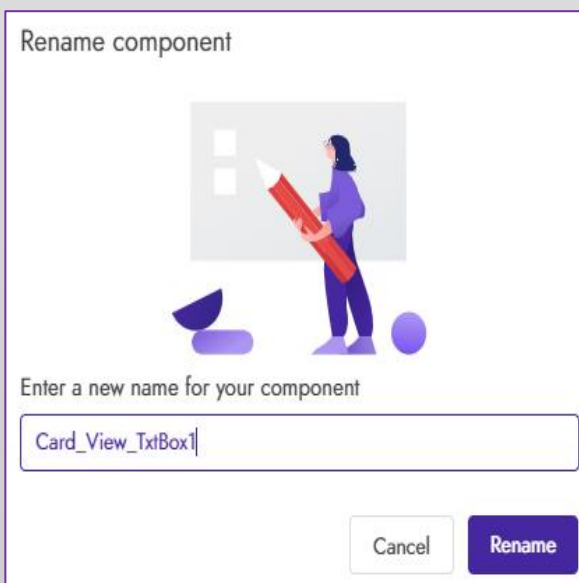 Rename component
Enter a new name for your component
Card_View_TxtBox1
Cancel
Rename